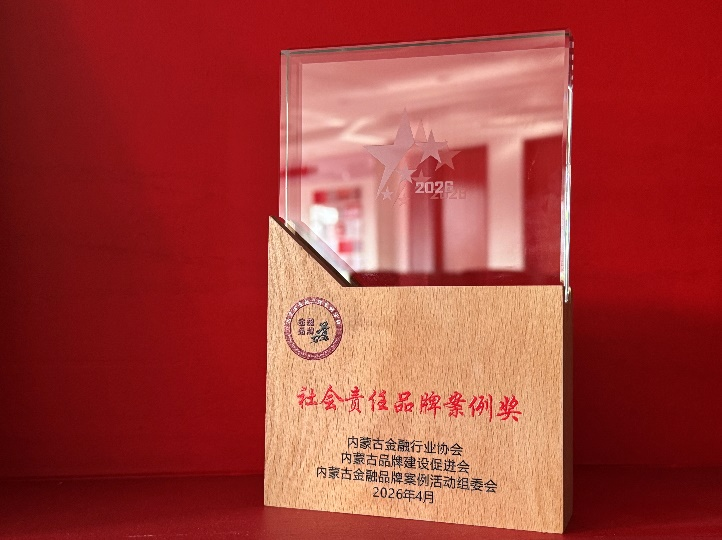 2026
社会责任品牌案例奖
内蒙古金融行业协会
内蒙古品牌建设促进会
内蒙古金融品牌案例活动组委会
2026年4月